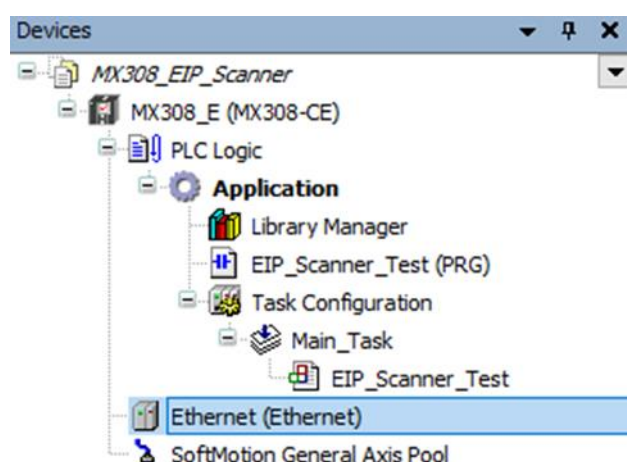 Devices
MX308_EIP_Scanner
MX308_E (MX308-CE)
PLC Logic
Application
Library Manager
EIP_Scanner_Test (PRG)
Task Configuration
Main_Task
EIP_Scanner_Test
Ethernet (Ethernet)
SoftMotion General Axis Pool